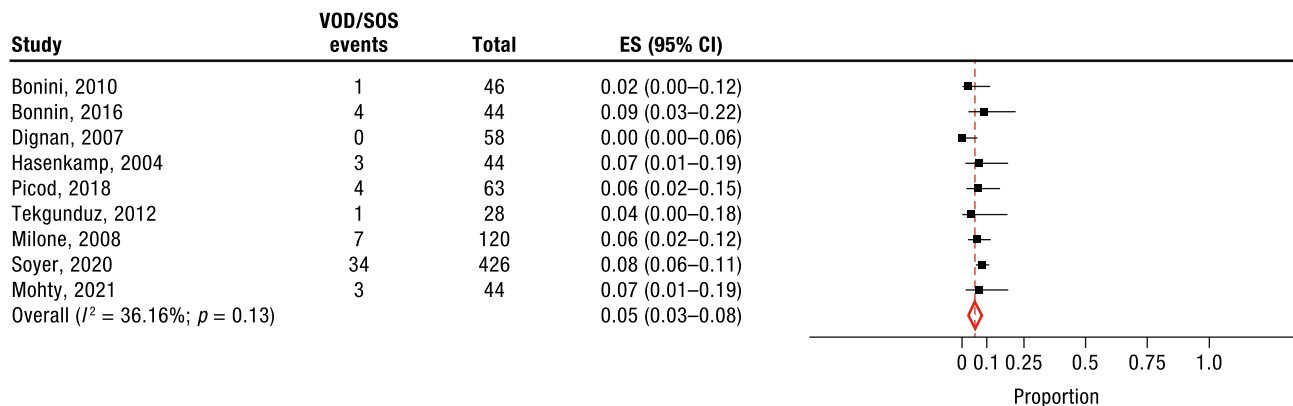 VOD/SOS
Study events Total ES (95% CI)
Bonini, 2010 1 46 0.02 (0.00–0.12)
Bonnin, 2016 4 44 0.09 (0.03–0.22)
Dignan, 2007 0 58 0.00 (0.00–0.06)
Hasenkamp, 2004 3 44 0.07 (0.01–0.19)
Picod, 2018 4 63 0.06 (0.02–0.15)
Tekgunduz, 2012 1 28 0.04 (0.00–0.18)
Milone, 2008 7 120 0.06 (0.02–0.12)
Soyer, 2020 34 426 0.08 (0.06–0.11)
Mohty, 2021 3 44 0.07 (0.01–0.19)
Overall (I² = 36.16%; p = 0.13) 0.05 (0.03–0.08)
0 0.1 0.25 0.5 0.75 1.0
Proportion